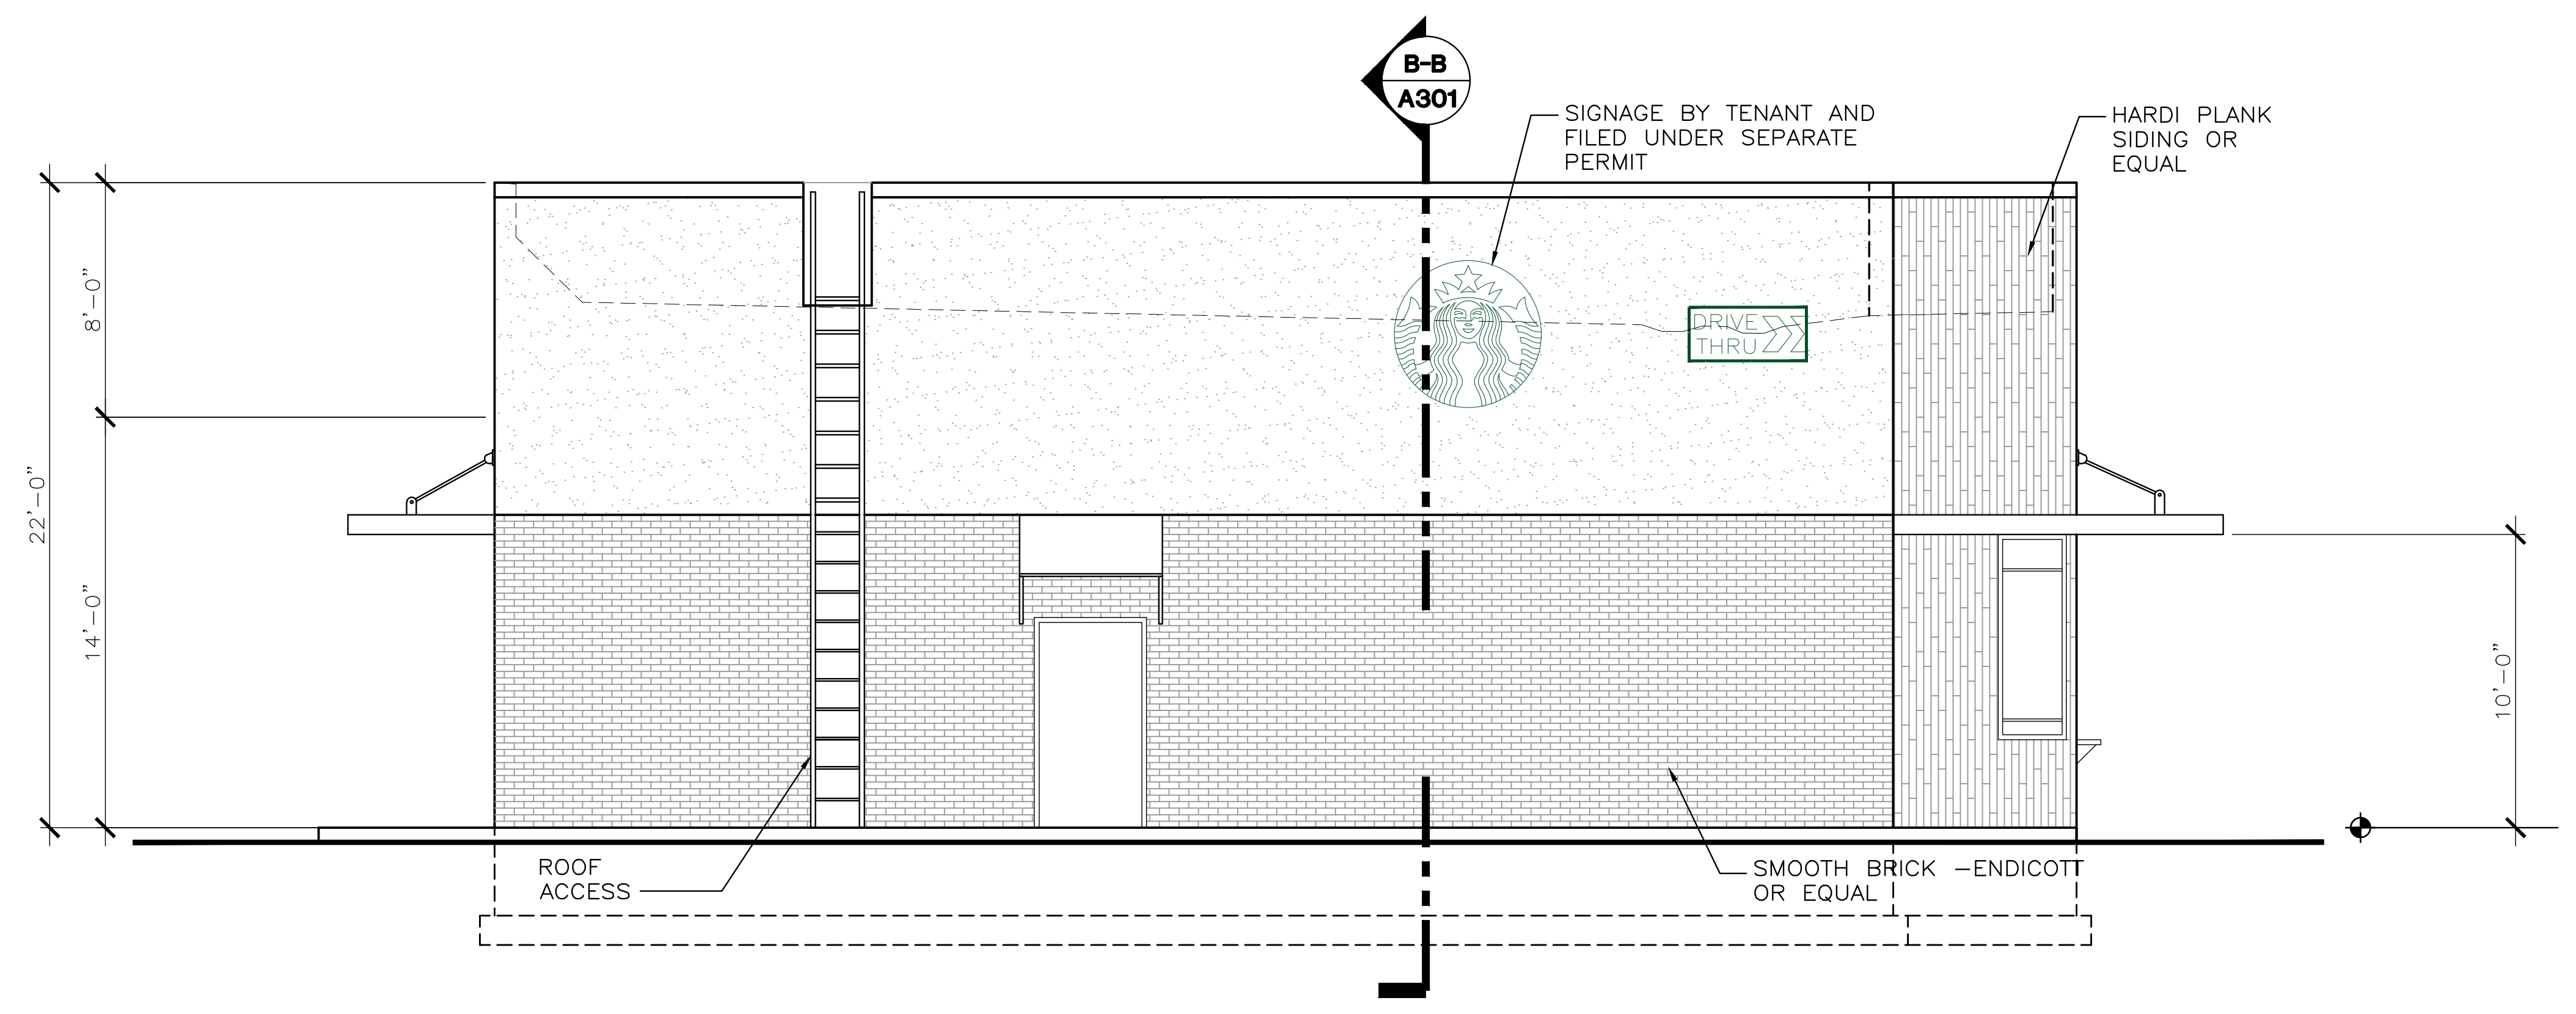 B-B
A301
SIGNAGE BY TENANT AND
FILED UNDER SEPARATE
PERMIT
HARDI PLANK
SIDING OR
EQUAL
8'-0"
22'-0"
14'-0"
10'-0"
DRIVE
THRU
ROOF
ACCESS
SMOOTH BRICK -ENDICOTT
OR EQUAL